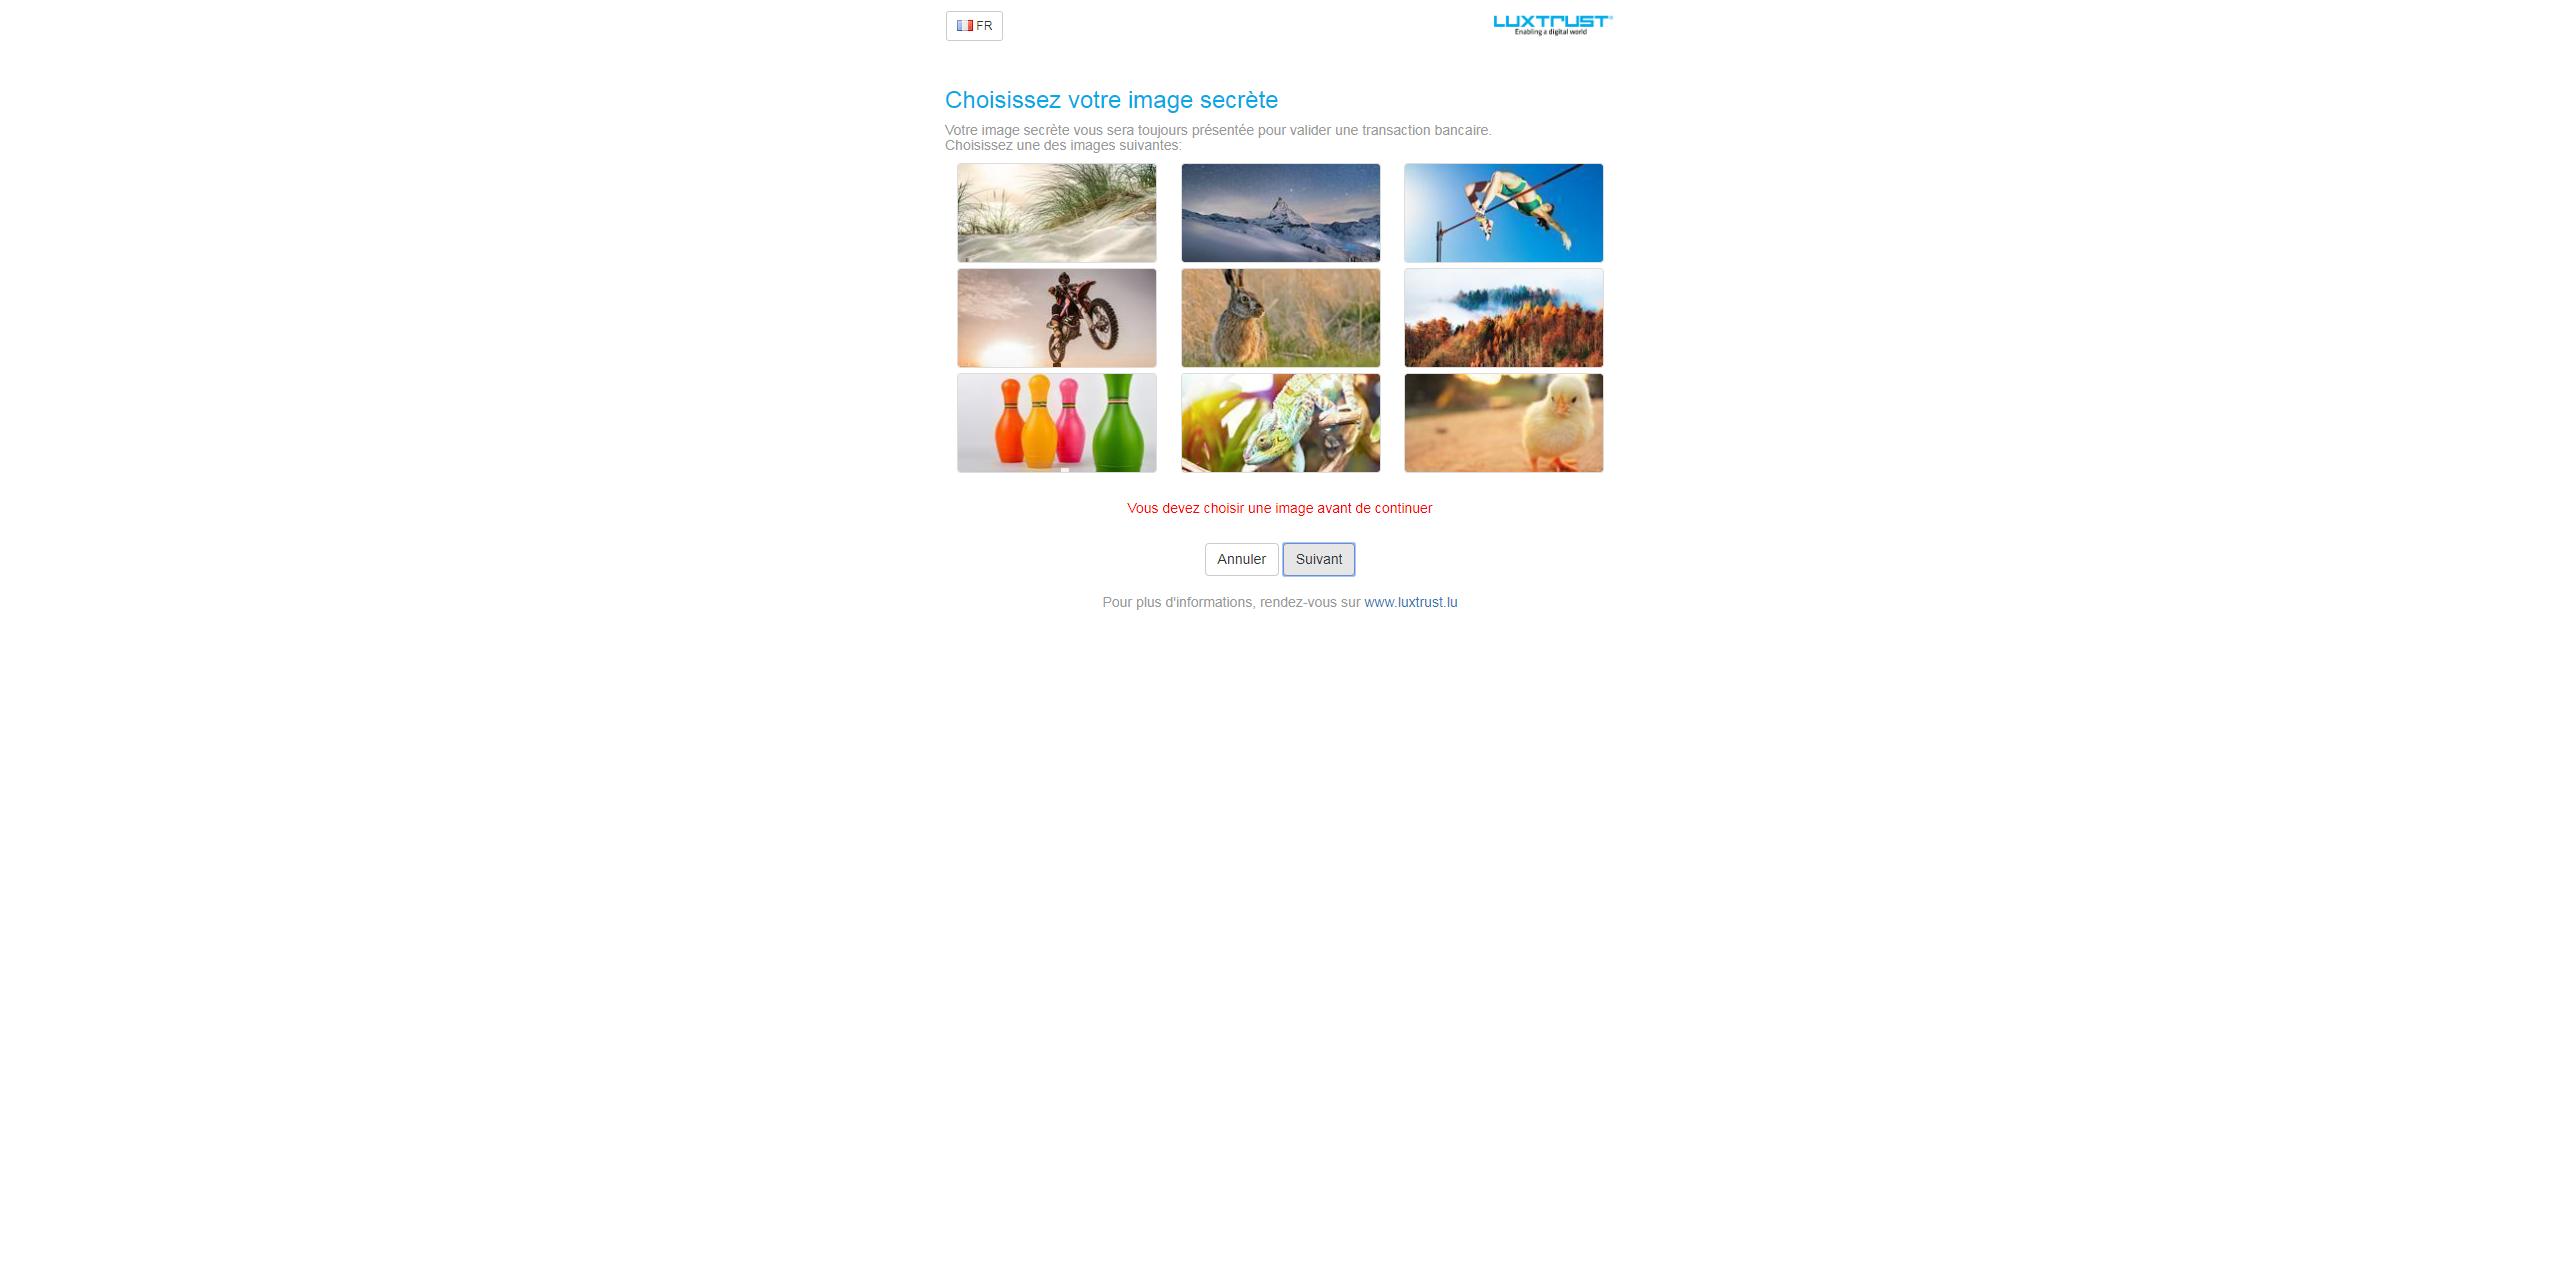 FR
LUXTRUST
Enabling a digital world
Choisissez votre image secrète
Votre image secrète vous sera toujours présentée pour valider une transaction bancaire.
Choisissez une des images suivantes:
Vous devez choisir une image avant de continuer
Annuler Suivant
Pour plus d'informations, rendez-vous sur www.luxtrust.lu